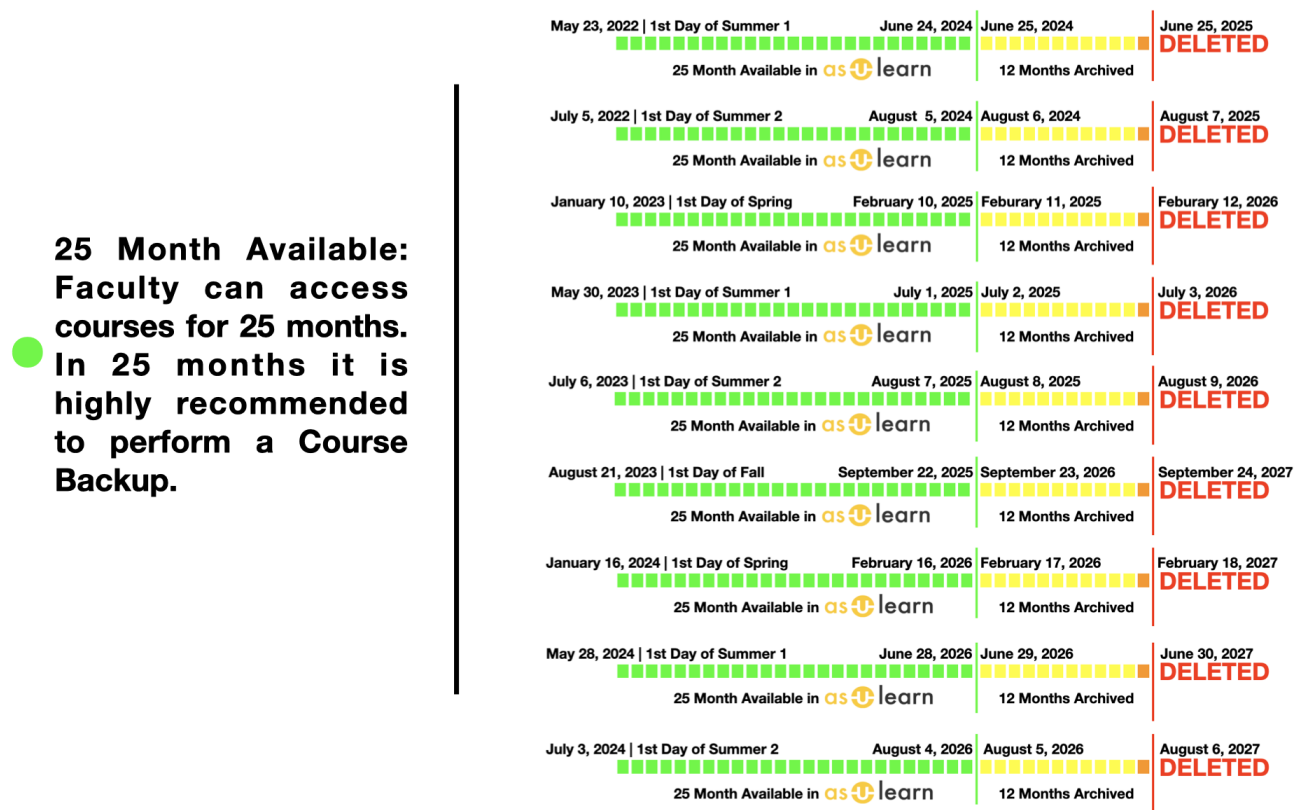 25 Month Available:
Faculty can access
courses for 25 months.
In 25 months it is
highly recommended
to perform a Course
Backup.
May 23, 2022 | 1st Day of Summer 1 June 24, 2024 June 25, 2024 June 25, 2025
DELETED
25 Month Available in asulearn 12 Months Archived
July 5, 2022 | 1st Day of Summer 2 August 5, 2024 August 6, 2024 August 7, 2025
DELETED
25 Month Available in asulearn 12 Months Archived
January 10, 2023 | 1st Day of Spring February 10, 2025 Feburary 11, 2025 Feburary 12, 2026
DELETED
25 Month Available in asulearn 12 Months Archived
May 30, 2023 | 1st Day of Summer 1 July 1, 2025 July 2, 2025 July 3, 2026
DELETED
25 Month Available in asulearn 12 Months Archived
July 6, 2023 | 1st Day of Summer 2 August 7, 2025 August 8, 2025 August 9, 2026
DELETED
25 Month Available in asulearn 12 Months Archived
August 21, 2023 | 1st Day of Fall September 22, 2025 September 23, 2026 September 24, 2027
DELETED
25 Month Available in asulearn 12 Months Archived
January 16, 2024 | 1st Day of Spring February 16, 2026 February 17, 2026 February 18, 2027
DELETED
25 Month Available in asulearn 12 Months Archived
May 28, 2024 | 1st Day of Summer 1 June 28, 2026 June 29, 2026 June 30, 2027
DELETED
25 Month Available in asulearn 12 Months Archived
July 3, 2024 | 1st Day of Summer 2 August 4, 2026 August 5, 2026 August 6, 2027
DELETED
25 Month Available in asulearn 12 Months Archived